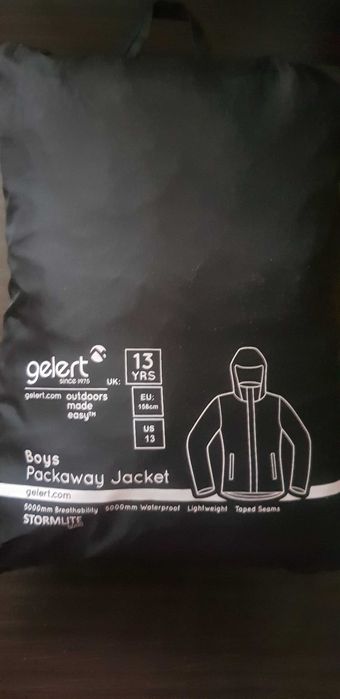 gelert
since 1975
gelert.com outdoors
made
easy™
UK: 13
YRS
EU:
158cm
US
13
Boys
Packaway Jacket
gelert.com
5000mm Breathability 5000mm Waterproof Lightweight Taped Seams
STORMLITE